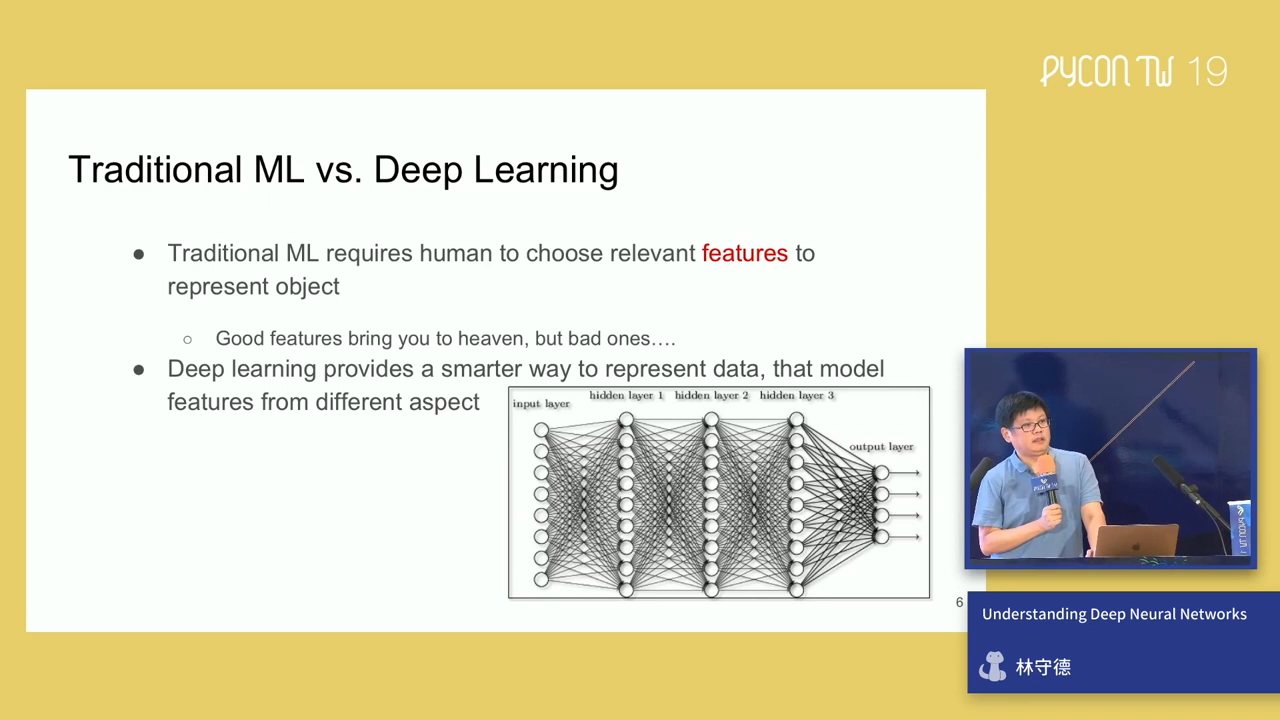 PYCON TW 19
Traditional ML vs. Deep Learning
● Traditional ML requires human to choose relevant features to
represent object
○ Good features bring you to heaven, but bad ones….
● Deep learning provides a smarter way to represent data, that model
features from different aspect
input layer
hidden layer 1 hidden layer 2 hidden layer 3
output layer
6
Understanding Deep Neural Networks
林守德